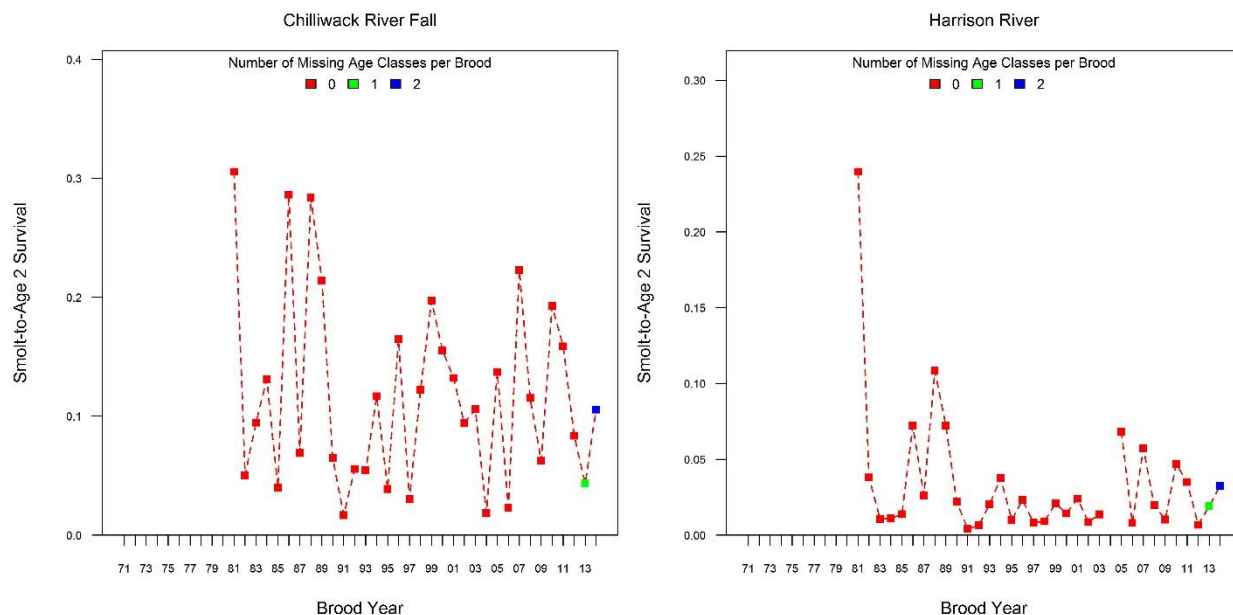 Chilliwack River Fall
Number of Missing Age Classes per Brood
0 1 2
0.4
0.3
0.2
0.1
0.0
Smolt-to-Age 2 Survival
71 73 75 77 79 81 83 85 87 89 91 93 95 97 99 01 03 05 07 09 11 13
Brood Year
Harrison River
Number of Missing Age Classes per Brood
0 1 2
0.30
0.25
0.20
0.15
0.10
0.05
0.00
Smolt-to-Age 2 Survival
71 73 75 77 79 81 83 85 87 89 91 93 95 97 99 01 03 05 07 09 11 13
Brood Year